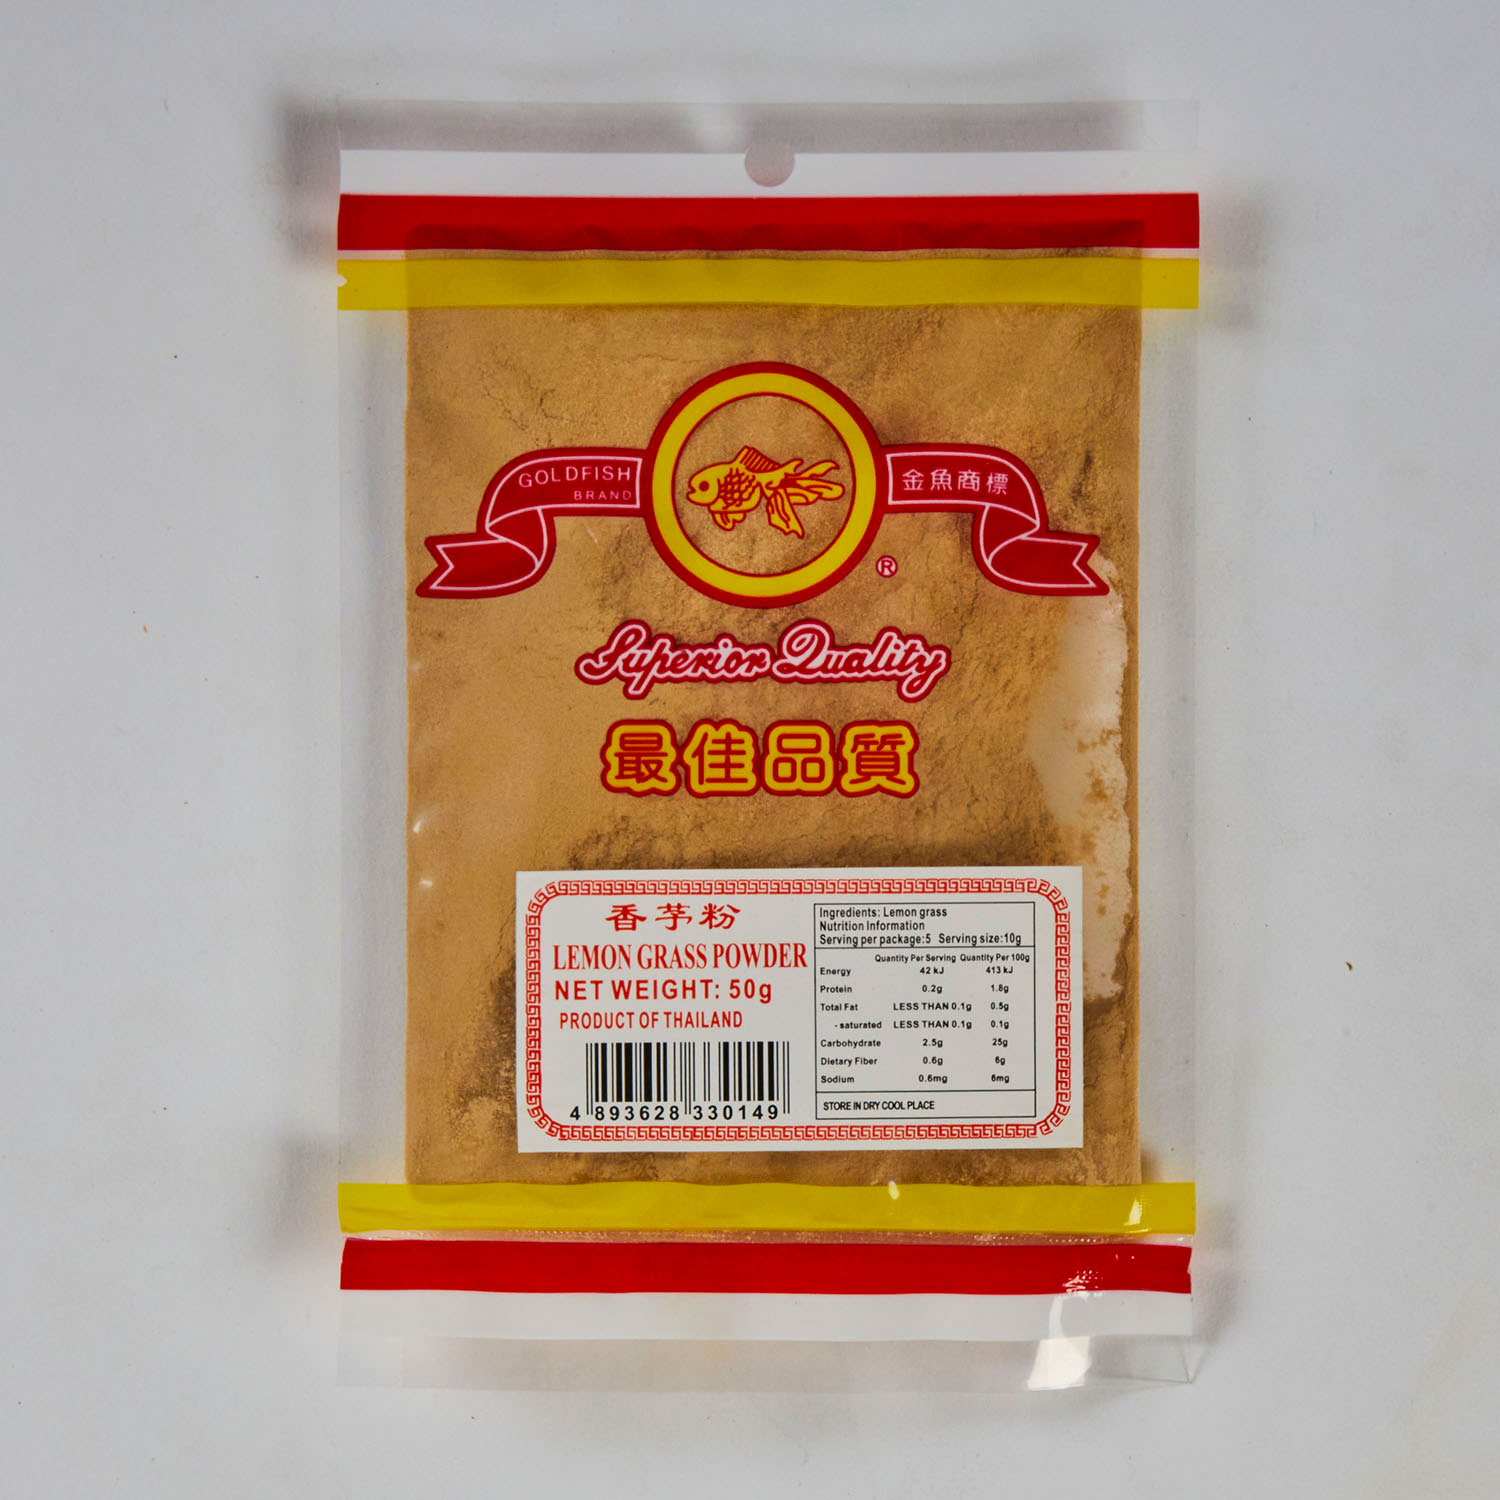 GOLDFISH
BRAND
金魚商標
®
Superior Quality
最佳品質
香芋粉
LEMON GRASS POWDER
NET WEIGHT: 50g
PRODUCT OF THAILAND
4 893628 330149
Ingredients: Lemon grass
Nutrition Information
Serving per package:5 Serving size:10g
Quantity Per Serving Quantity Per 100g
Energy 42 kJ 413 kJ
Protein 0.2g 1.8g
Total Fat LESS THAN 0.1g 0.5g
- saturated LESS THAN 0.1g 0.1g
Carbohydrate 2.5g 25g
Dietary Fiber 0.6g 6g
Sodium 0.6mg 6mg
STORE IN DRY COOL PLACE